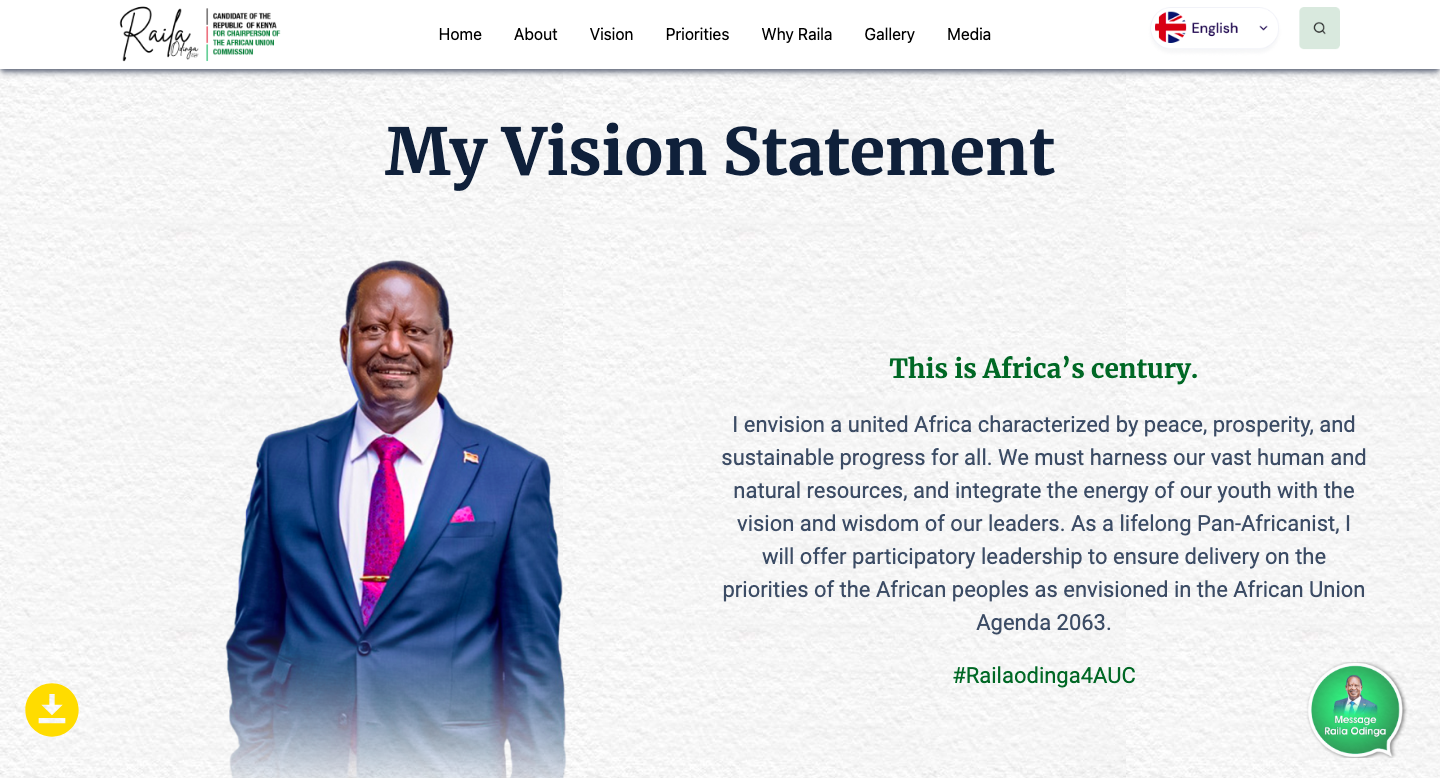 Raila
Odinga
CANDIDATE OF THE
REPUBLIC OF KENYA
FOR CHAIRPERSON OF
THE AFRICAN UNION
COMMISSION
Home About Vision Priorities Why Raila Gallery Media
English
My Vision Statement
This is Africa’s century.
I envision a united Africa characterized by peace, prosperity, and
sustainable progress for all. We must harness our vast human and
natural resources, and integrate the energy of our youth with the
vision and wisdom of our leaders. As a lifelong Pan-Africanist, I
will offer participatory leadership to ensure delivery on the
priorities of the African peoples as envisioned in the African Union
Agenda 2063.
#Railaodinga4AUC
Message
Raila Odinga